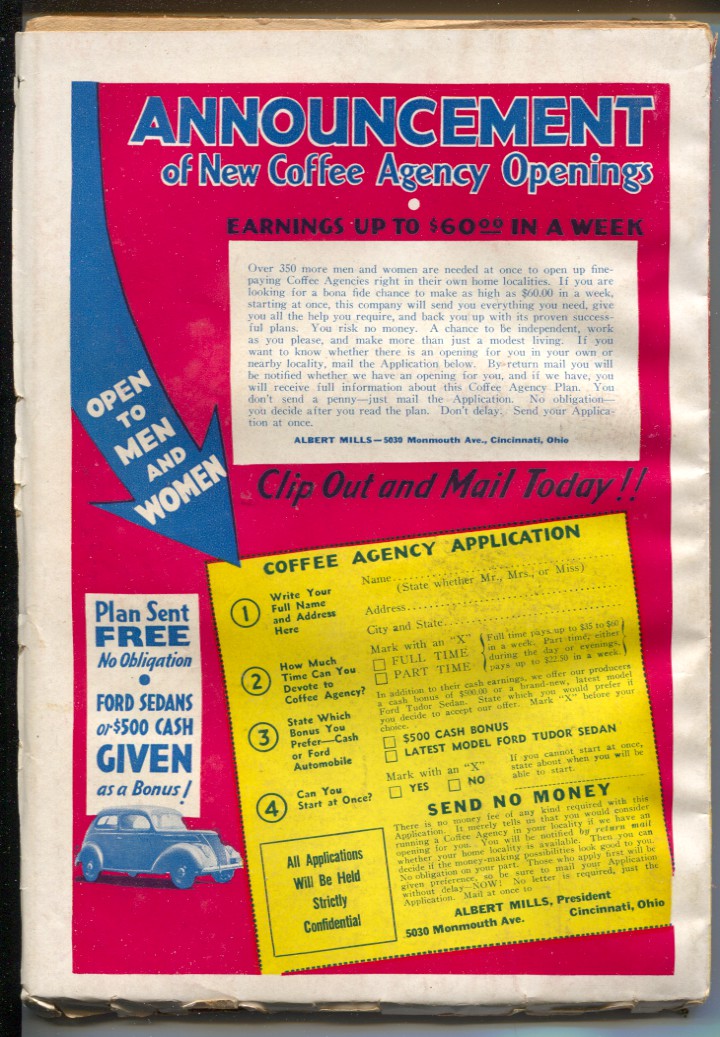 ANNOUNCEMENT
of New Coffee Agency Openings
EARNINGS UP TO $60.00 IN A WEEK
Over 350 more men and women are needed at once to open up fine-
paying Coffee Agencies right in their own home localities. If you are
looking for a bona fide chance to make as high as $60.00 in a week,
starting at once, this company will send you everything you need, give
you all the help you require, and back you up with its proven success-
ful plans. You risk no money. A chance to be independent, work
as you please, and make more than just a modest living. If you
want to know whether there is an opening for you in your own or
nearby locality, mail the Application below. By return mail you will
be notified whether we have an opening for you, and if we have, you
will receive full information about this Coffee Agency Plan. You
don't send a penny—just mail the Application. No obligation—
you decide after you read the plan. Don't delay. Send your Applica-
tion at once.
ALBERT MILLS—5030 Monmouth Ave., Cincinnati, Ohio
OPEN
TO
MEN
AND
WOMEN
Clip Out and Mail Today!!
COFFEE AGENCY APPLICATION
1 Write Your
Full Name
and Address
Here
Name
(State whether Mr., Mrs., or Miss)
Address
City and State
2 How Much
Time Can You
Devote to
Coffee Agency?
Mark with an "X"
FULL TIME
PART TIME
Full time pays up to $35 to $60
in a week. Part time, either
during the day or evenings,
pays up to $22.50 in a week.
3 State Which
Bonus You
Prefer—Cash
or Ford
Automobile
In addition to their cash earnings, we offer our producers
a cash bonus of $500.00 or a brand-new, latest model
Ford Tudor Sedan. State which you would prefer if
you decide to accept our offer. Mark "X" before your
choice.
$500 CASH BONUS
LATEST MODEL FORD TUDOR SEDAN
4 Can You
Start at Once?
Mark with an "X"
YES NO
If you cannot start at once,
state about when you will be
able to start.
SEND NO MONEY
There is no money fee of any kind required with this
Application. It merely tells us that you would consider
running a Coffee Agency in your locality if we have an
opening for you. You will be notified by return mail
whether your home locality is available. Then you can
decide if the money-making possibilities look good to you.
No obligation on your part. Those who apply first will be
given preference, so be sure to mail your Application
without delay—NOW! No letter is required, just the
Application. Mail at once to
ALBERT MILLS, President
5030 Monmouth Ave. Cincinnati, Ohio
All Applications
Will Be Held
Strictly
Confidential
Plan Sent
FREE
No Obligation
FORD SEDANS
or $500 CASH
GIVEN
as a Bonus!